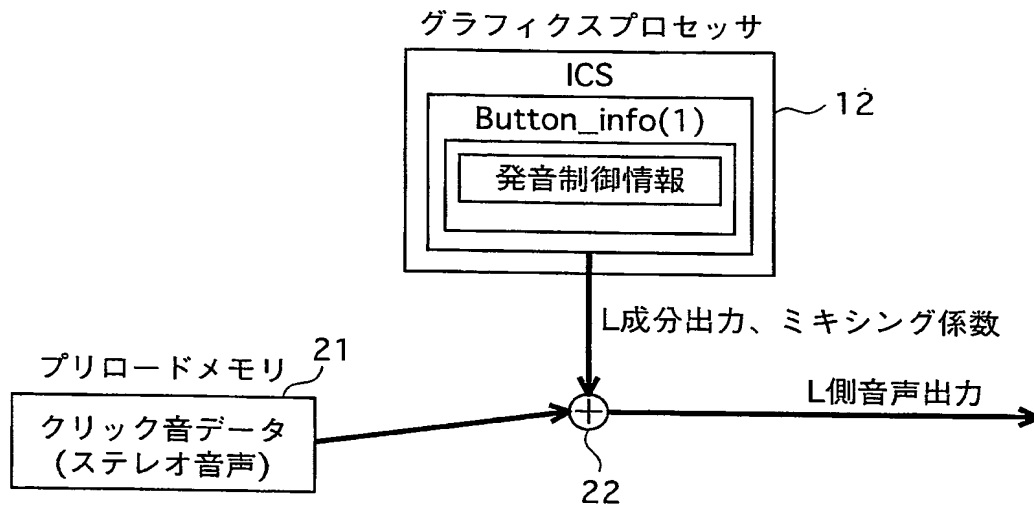 グラフィクスプロセッサ
ICS
12
Button_info(1)
発音制御情報
L成分出力、ミキシング係数
プリロードメモリ
21
L側音声出力
クリック音データ
(ステレオ音声)
22